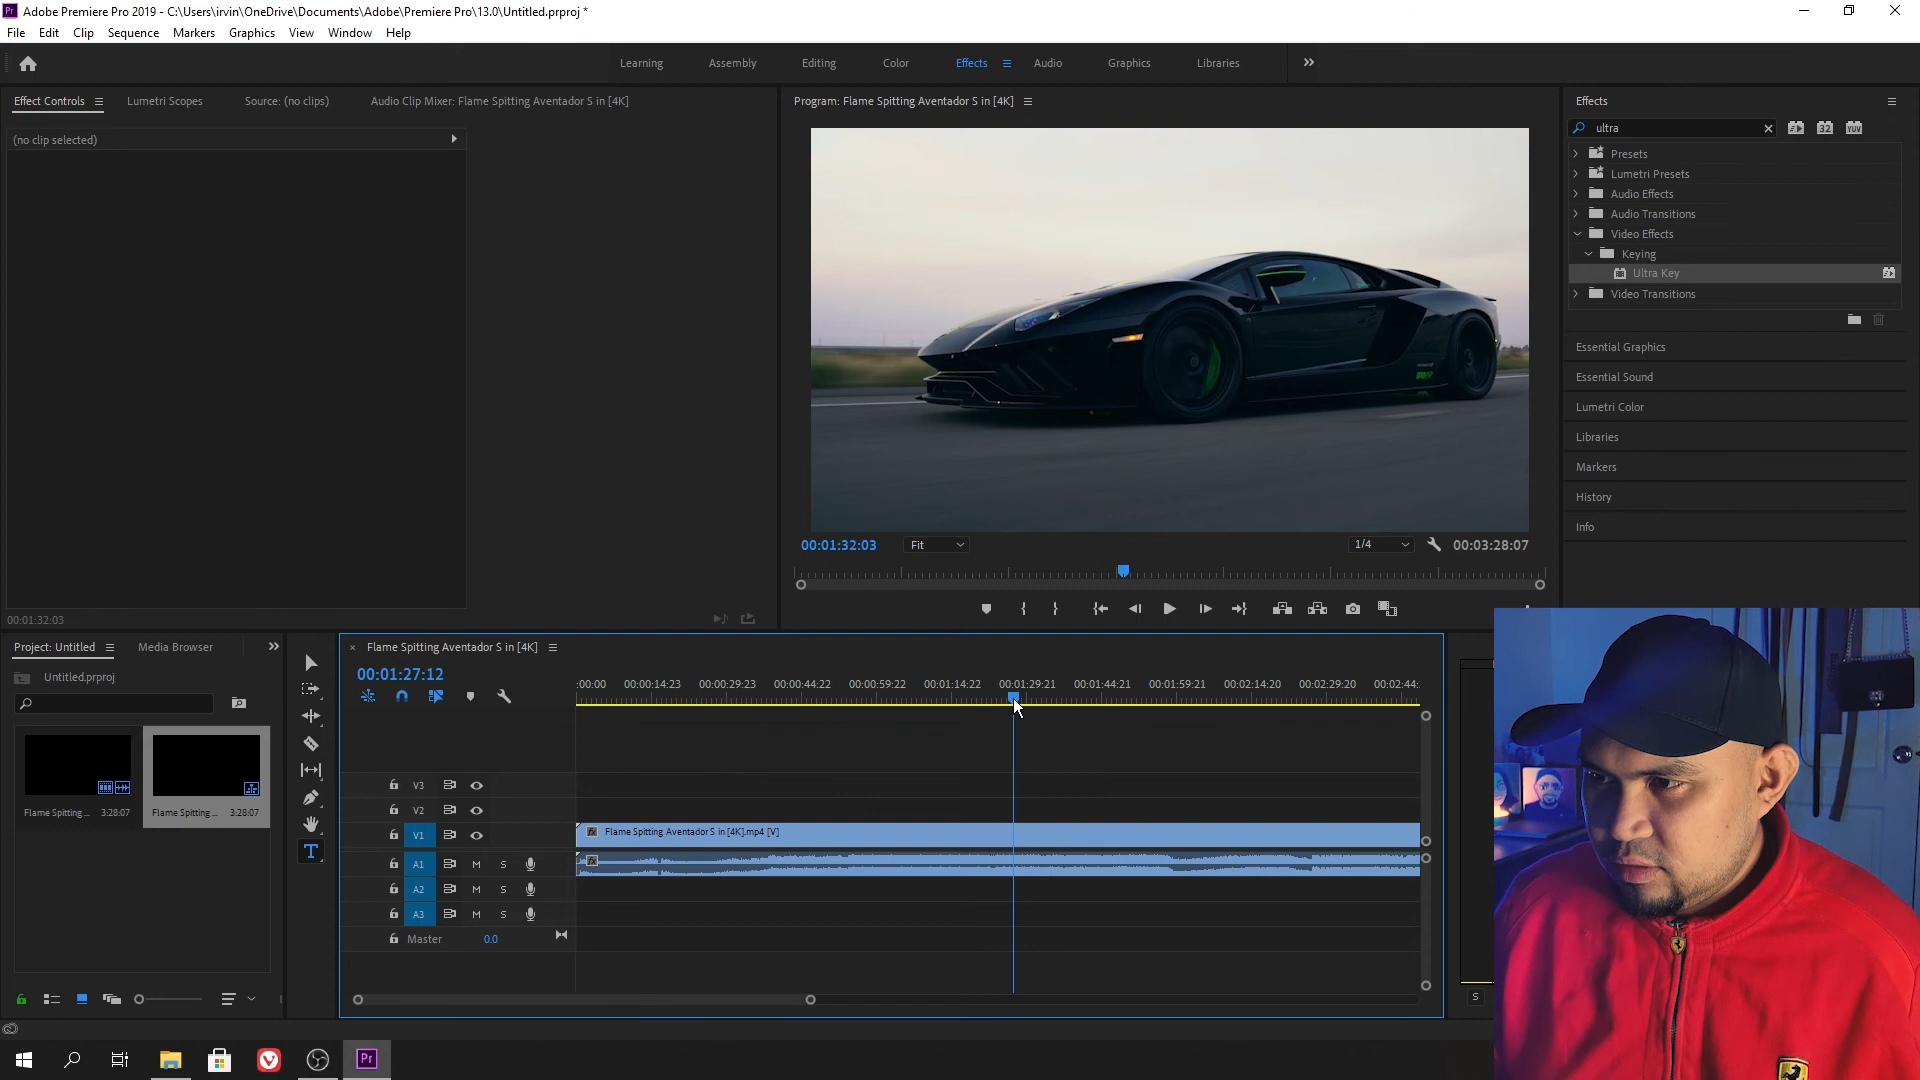 Adobe Premiere Pro 2019 - C:\Users\irvin\OneDrive\Documents\Adobe\Premiere Pro\13.0\Untitled.prproj *
File Edit Clip Sequence Markers Graphics View Window Help
Learning Assembly Editing Color Effects Audio Graphics Libraries
Effect Controls Lumetri Scopes Source: (no clips) Audio Clip Mixer: Flame Spitting Aventador S in [4K]
(no clip selected)
00:01:32:03
Program: Flame Spitting Aventador S in [4K]
00:01:32:03 Fit 1/4 00:03:28:07
Effects
ultra
32 YUV
Presets
Lumetri Presets
Audio Effects
Audio Transitions
Video Effects
Keying
Ultra Key
Video Transitions
Essential Graphics
Essential Sound
Lumetri Color
Libraries
Markers
History
Info
Project: Untitled Media Browser
Untitled.prproj
Flame Spitting ... 3:28:07 Flame Spitting ... 3:28:07
T
× Flame Spitting Aventador S in [4K]
00:01:27:12
:00:00 00:00:14:23 00:00:29:23 00:00:44:22 00:00:59:22 00:01:14:22 00:01:29:21 00:01:44:21 00:01:59:21 00:02:14:20 00:02:29:20 00:02:44:
V3
V2
V1 fx Flame Spitting Aventador S in [4K].mp4 [V]
A1 M S fx
A2 M S
A3 M S
Master 0.0
S
Pr